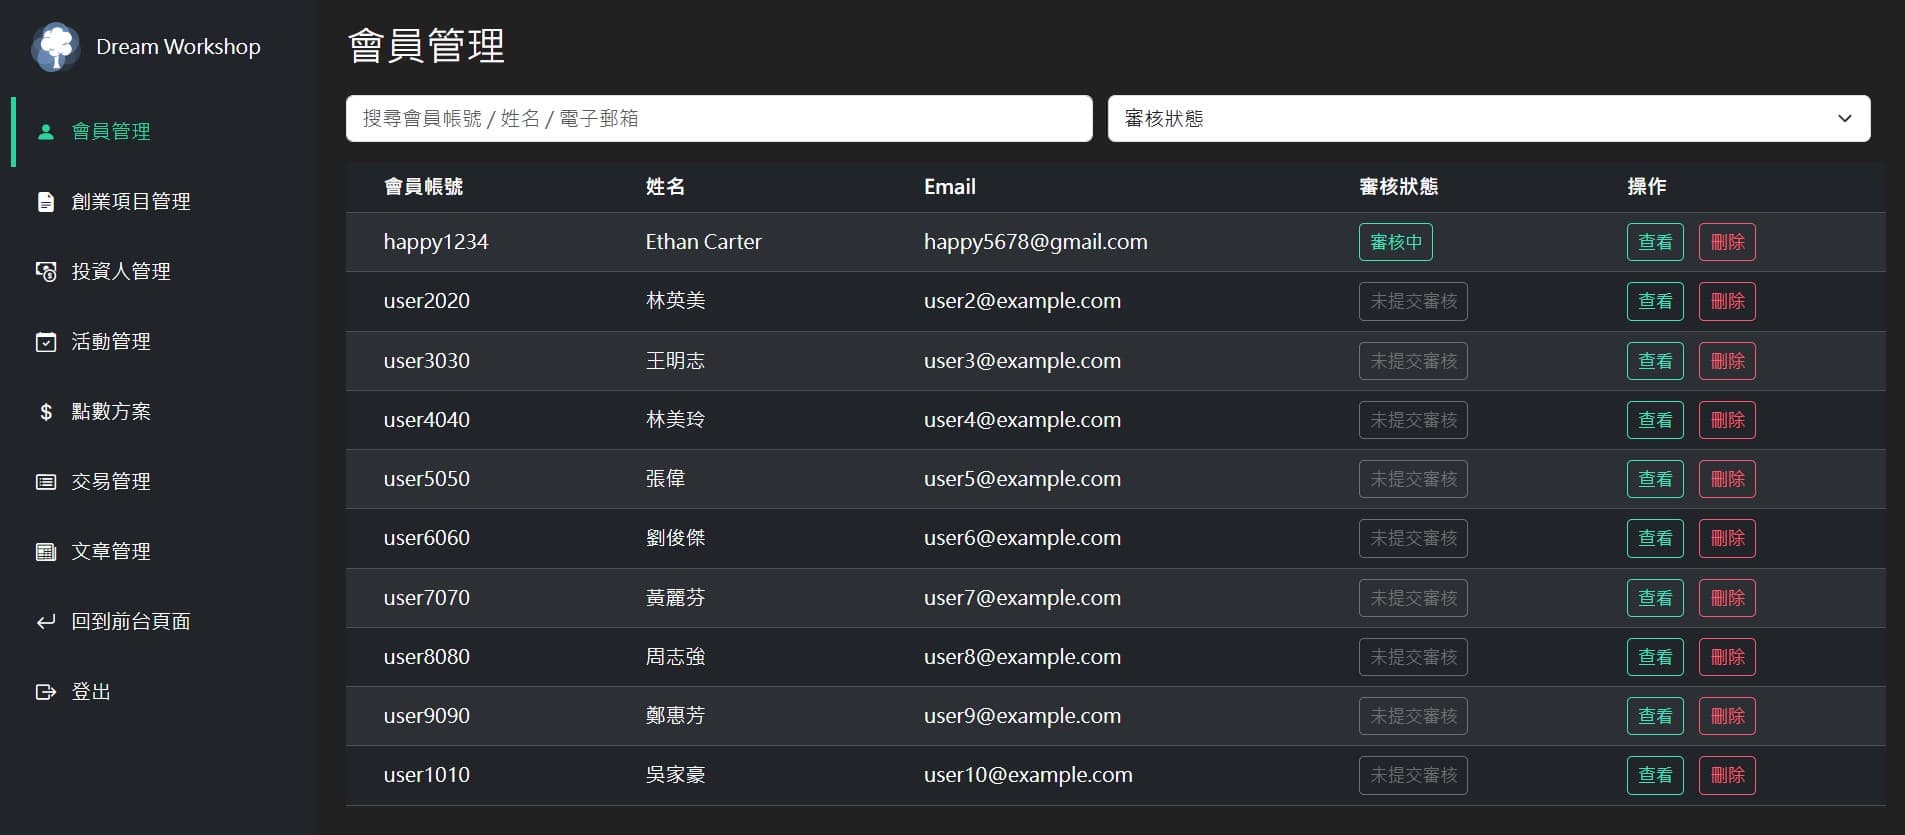 Dream Workshop
會員管理
創業項目管理
投資人管理
活動管理
點數方案
交易管理
文章管理
回到前台頁面
登出
會員管理
搜尋會員帳號 / 姓名 / 電子郵箱
審核狀態
會員帳號 姓名 Email 審核狀態 操作
happy1234 Ethan Carter happy5678@gmail.com 審核中 查看 刪除
user2020 林英美 user2@example.com 未提交審核 查看 刪除
user3030 王明志 user3@example.com 未提交審核 查看 刪除
user4040 林美玲 user4@example.com 未提交審核 查看 刪除
user5050 張偉 user5@example.com 未提交審核 查看 刪除
user6060 劉俊傑 user6@example.com 未提交審核 查看 刪除
user7070 黃麗芬 user7@example.com 未提交審核 查看 刪除
user8080 周志強 user8@example.com 未提交審核 查看 刪除
user9090 鄭惠芳 user9@example.com 未提交審核 查看 刪除
user1010 吳家豪 user10@example.com 未提交審核 查看 刪除